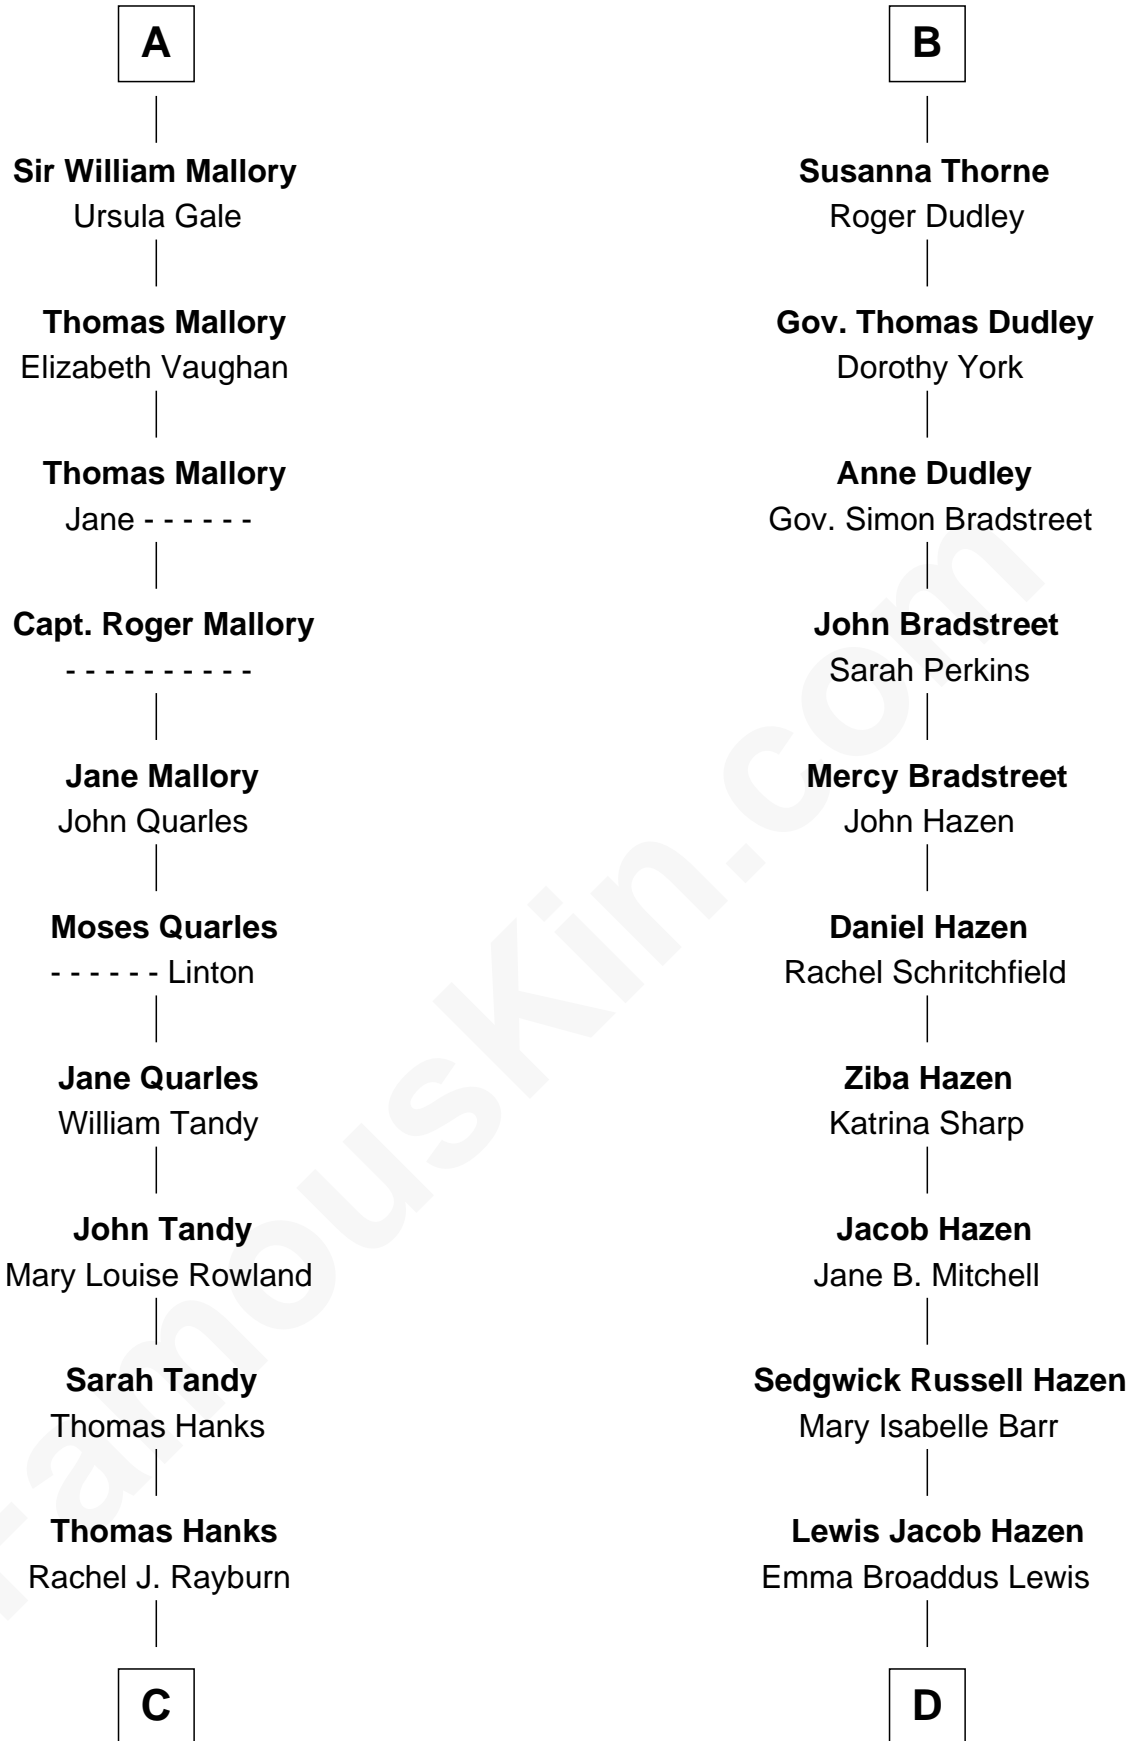 A
Sir William Mallory
Ursula Gale
Thomas Mallory
Elizabeth Vaughan
Thomas Mallory
Jane - - - - - -
Capt. Roger Mallory
- - - - - - - - - -
Jane Mallory
John Quarles
Moses Quarles
- - - - - - Linton
Jane Quarles
William Tandy
John Tandy
Mary Louise Rowland
Sarah Tandy
Thomas Hanks
Thomas Hanks
Rachel J. Rayburn
C
B
Susanna Thorne
Roger Dudley
Gov. Thomas Dudley
Dorothy York
Anne Dudley
Gov. Simon Bradstreet
John Bradstreet
Sarah Perkins
Mercy Bradstreet
John Hazen
Daniel Hazen
Rachel Schritchfield
Ziba Hazen
Katrina Sharp
Jacob Hazen
Jane B. Mitchell
Sedgwick Russell Hazen
Mary Isabelle Barr
Lewis Jacob Hazen
Emma Broaddus Lewis
D
FamousKin.com